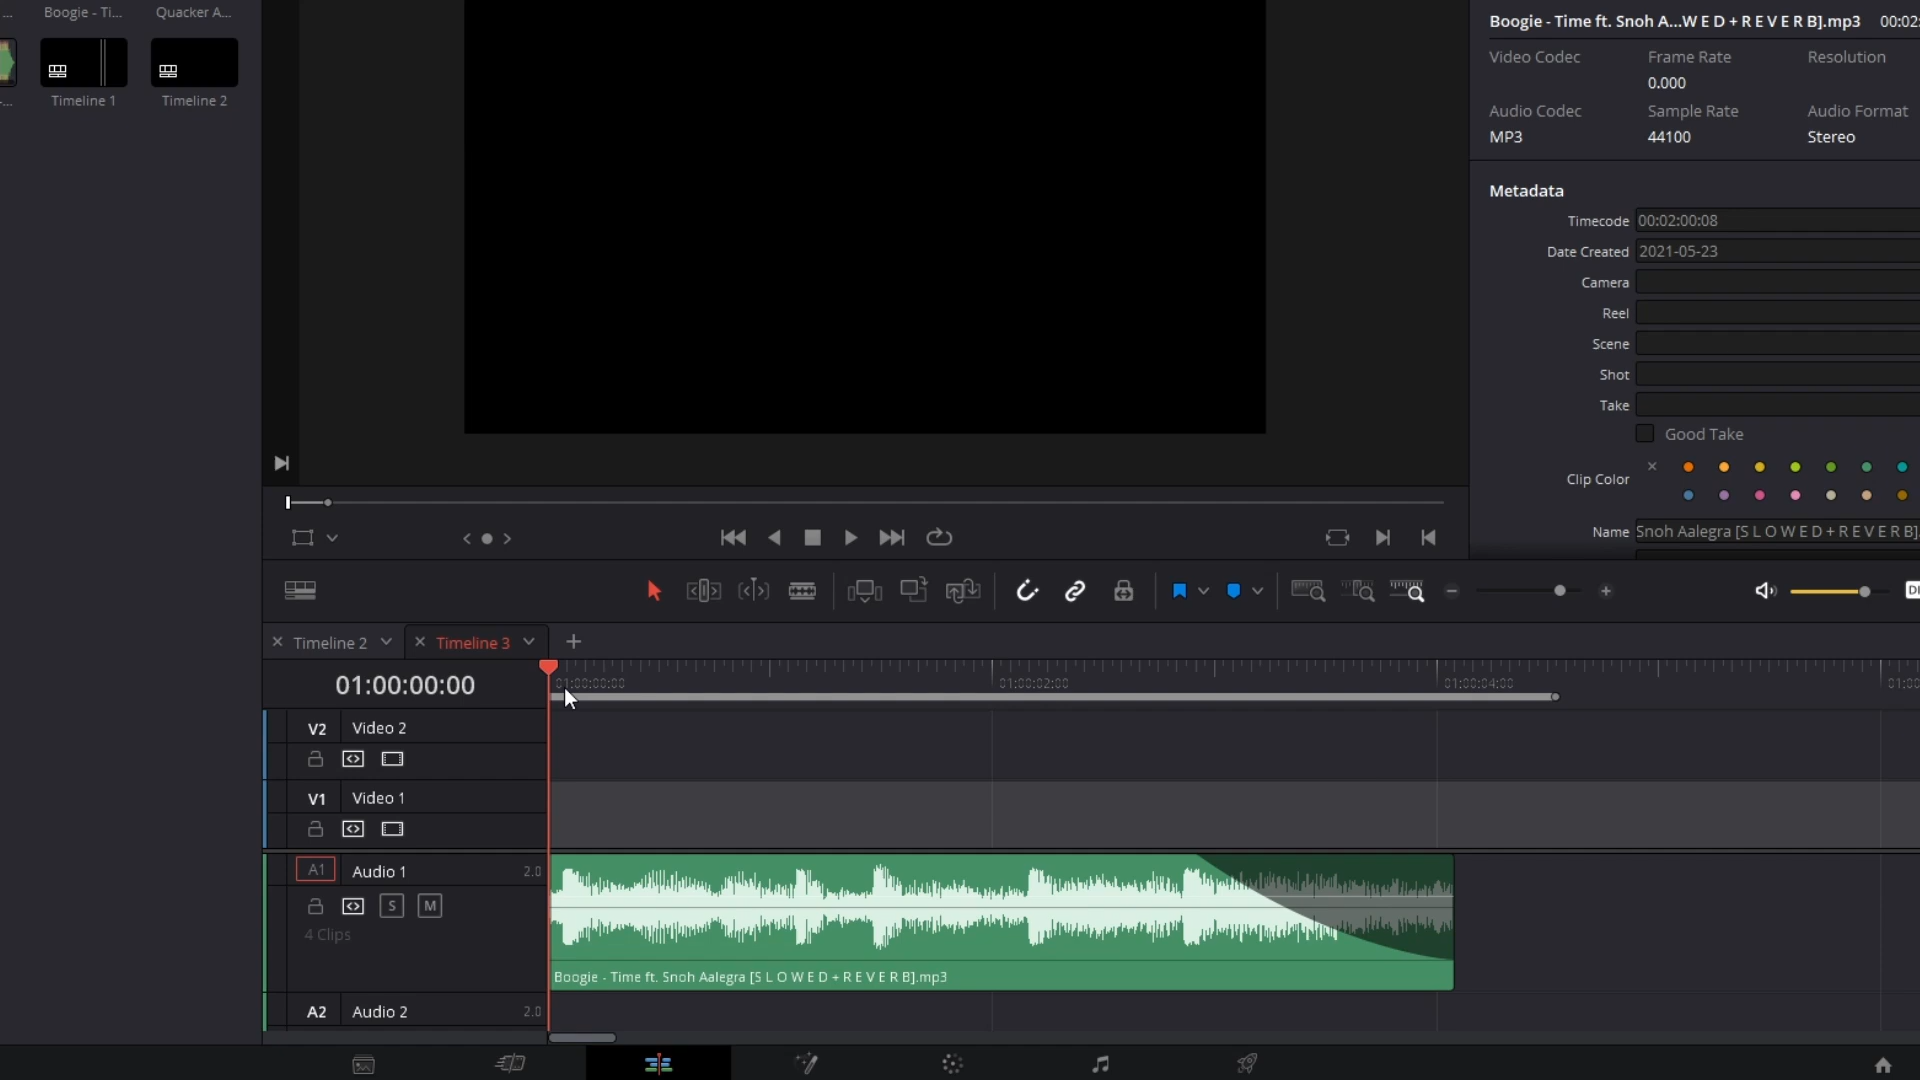 ...
Boogie - Ti...
Quacker A...
-...
Timeline 1
Timeline 2
Boogie - Time ft. Snoh A...W E D + R E V E R B].mp3 00:02:
Video Codec Frame Rate Resolution
0.000
Audio Codec Sample Rate Audio Format
MP3 44100 Stereo
Metadata
Timecode 00:02:00:08
Date Created 2021-05-23
Camera
Reel
Scene
Shot
Take
Good Take
Clip Color
Name Snoh Aalegra [S L O W E D + R E V E R B].
Timeline 2
Timeline 3
01:00:00:00
01:00:00:00 01:00:02:00 01:00:04:00 01:00
V2 Video 2
V1 Video 1
A1 Audio 1 2.0
S M
4 Clips
Boogie - Time ft. Snoh Aalegra [S L O W E D + R E V E R B].mp3
A2 Audio 2 2.0